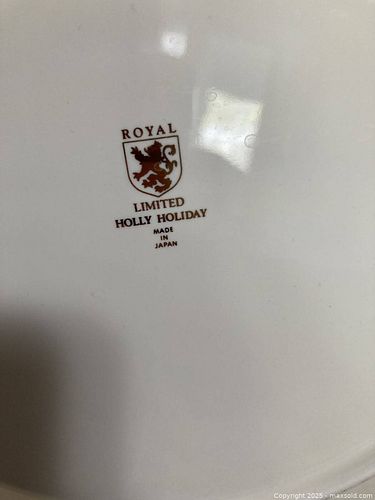 ROYAL
LIMITED
HOLLY HOLIDAY
MADE
IN
JAPAN
Copyright 2025 - maxsold.com